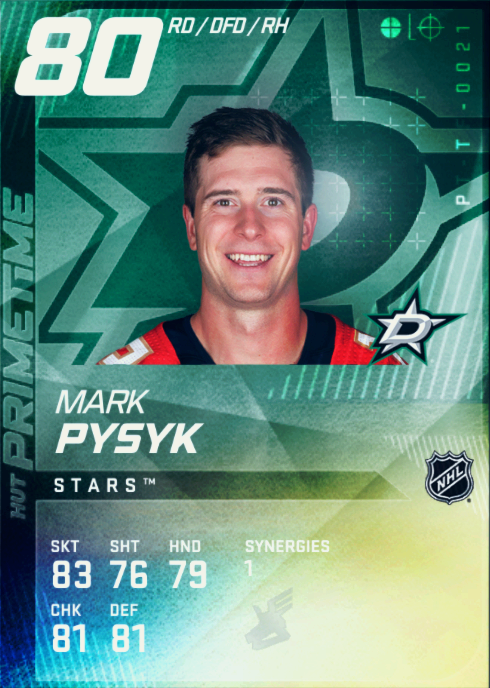 80
RD / DFD / RH
PT-T - 0021
HUT PRIMETIME
D
MARK
PYSYK
STARS™
NHL
SKT SHT HND SYNERGIES
83 76 79 1
CHK DEF
81 81